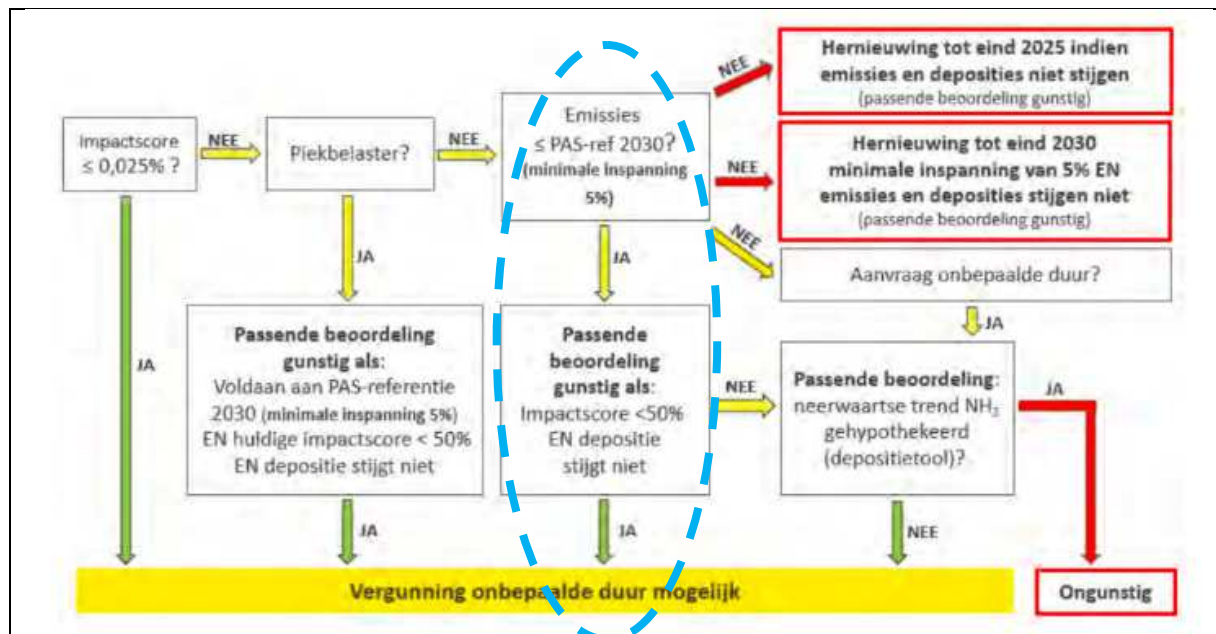 Impactscore
≤ 0,025% ?
NEE
Piekbelaster?
NEE
Emissies
≤ PAS-ref 2030?
(minimale inspanning
5%)
NEE
Hernieuwing tot eind 2025 indien
emissies en deposities niet stijgen
(passende beoordeling gunstig)
NEE
Hernieuwing tot eind 2030
minimale inspanning van 5% EN
emissies en deposities stijgen niet
(passende beoordeling gunstig)
NEE
Aanvraag onbepaalde duur?
JA
JA
JA
JA
Passende beoordeling
gunstig als:
Voldaan aan PAS-referentie
2030 (minimale inspanning 5%)
EN huldige impactscore < 50%
EN depositie stijgt niet
Passende
beoordeling
gunstig als:
Impactscore <50%
EN depositie
stijgt niet
NEE
Passende beoordeling:
neerwaartse trend NH₃
gehypothekeerd
(depositietool)?
JA
JA
JA
NEE
Vergunning onbepaalde duur mogelijk
Ongunstig